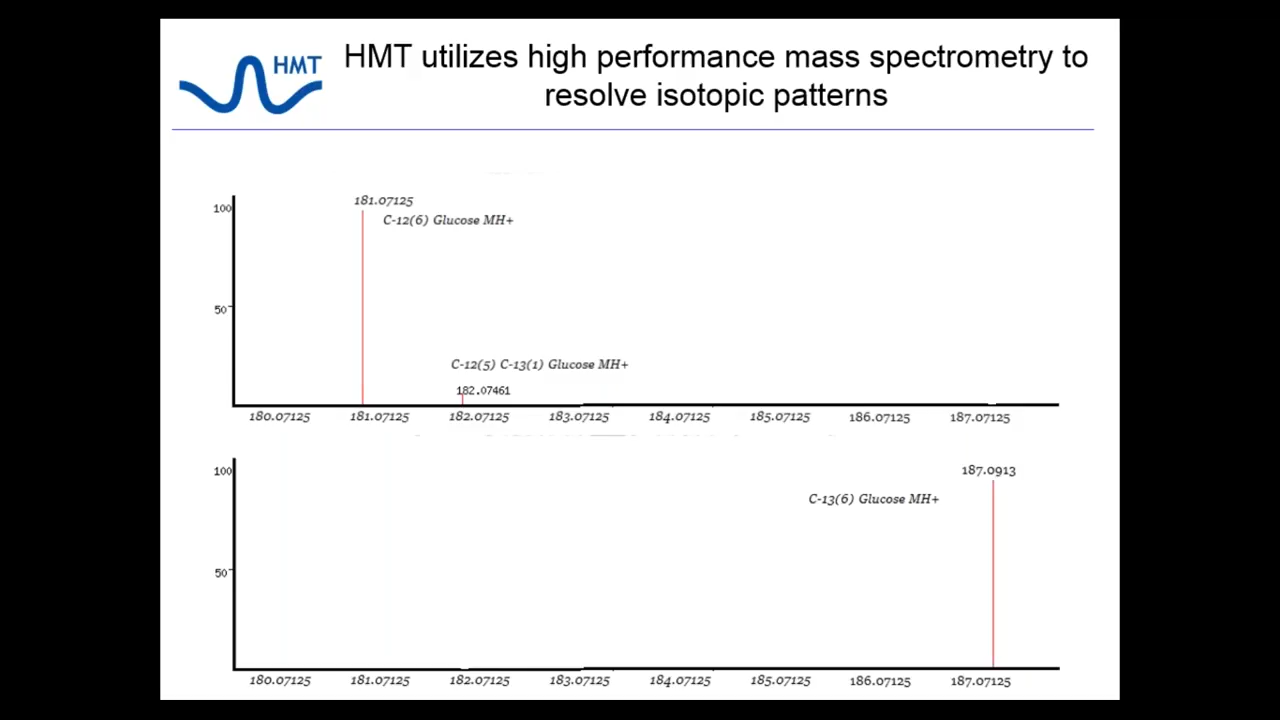 HMT
HMT utilizes high performance mass spectrometry to
resolve isotopic patterns
100
181.07125
C-12(6) Glucose MH+
50
C-12(5) C-13(1) Glucose MH+
182.07461
180.07125 181.07125 182.07125 183.07125 184.07125 185.07125 186.07125 187.07125
100
187.0913
C-13(6) Glucose MH+
50
180.07125 181.07125 182.07125 183.07125 184.07125 185.07125 186.07125 187.07125